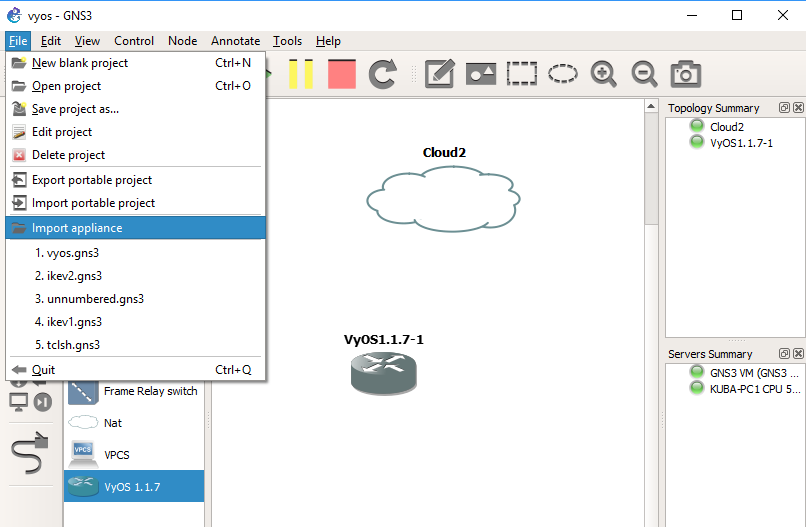 vyos - GNS3
File Edit View Control Node Annotate Tools Help
New blank project Ctrl+N
Open project Ctrl+O
Save project as...
Edit project
Delete project
Export portable project
Import portable project
Import appliance
1. vyos.gns3
2. ikev2.gns3
3. unnumbered.gns3
4. ikev1.gns3
5. tclsh.gns3
Quit Ctrl+Q
Frame Relay switch
Nat
VPCS
VPCS
VyOS 1.1.7
Cloud2
VyOS1.1.7-1
Topology Summary
Cloud2
VyOS1.1.7-1
Servers Summary
GNS3 VM (GNS3 ...
KUBA-PC1 CPU 5...